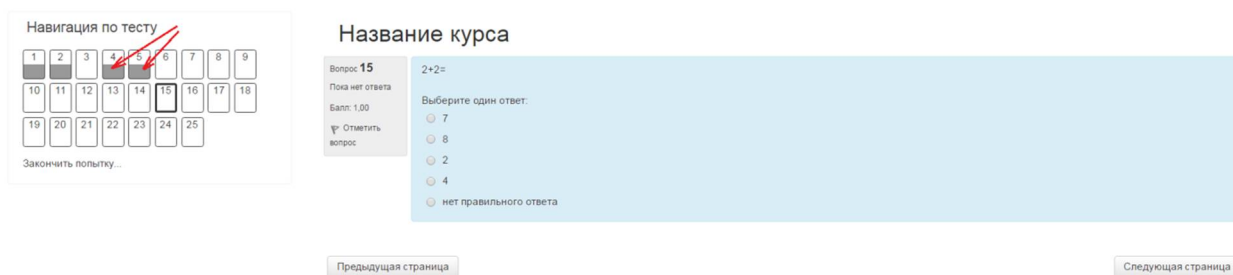 Навигация по тесту
1 2 3 4 5 6 7 8 9
10 11 12 13 14 15 16 17 18
19 20 21 22 23 24 25
Закончить попытку...
Название курса
Вопрос 15
Пока нет ответа
Балл: 1,00
Отметить
вопрос
2+2=
Выберите один ответ:
7
8
2
4
нет правильного ответа
Предыдущая страница
Следующая страница